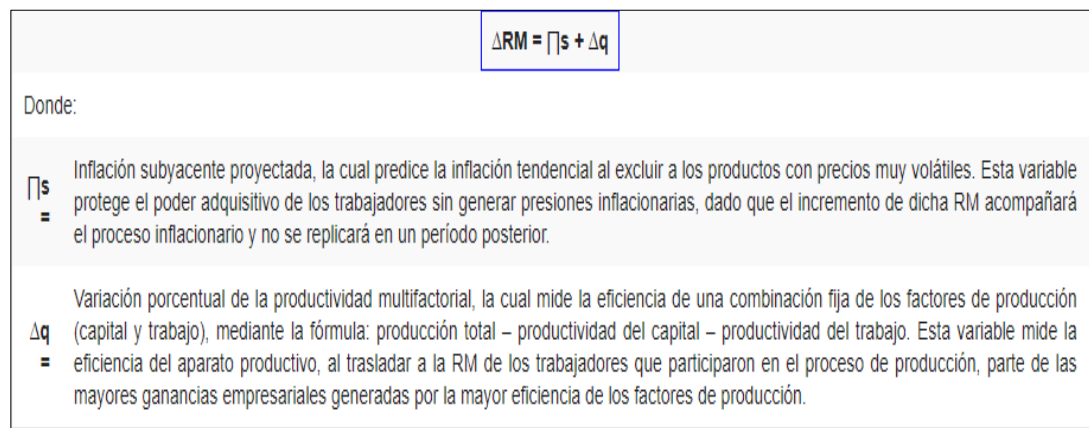 ∆RM = ∏s + ∆q
Donde:
∏s = Inflación subyacente proyectada, la cual predice la inflación tendencial al excluir a los productos con precios muy volátiles. Esta variable
protege el poder adquisitivo de los trabajadores sin generar presiones inflacionarias, dado que el incremento de dicha RM acompañará
el proceso inflacionario y no se replicará en un período posterior.
∆q = Variación porcentual de la productividad multifactorial, la cual mide la eficiencia de una combinación fija de los factores de producción
(capital y trabajo), mediante la fórmula: producción total – productividad del capital – productividad del trabajo. Esta variable mide la
eficiencia del aparato productivo, al trasladar a la RM de los trabajadores que participaron en el proceso de producción, parte de las
mayores ganancias empresariales generadas por la mayor eficiencia de los factores de producción.